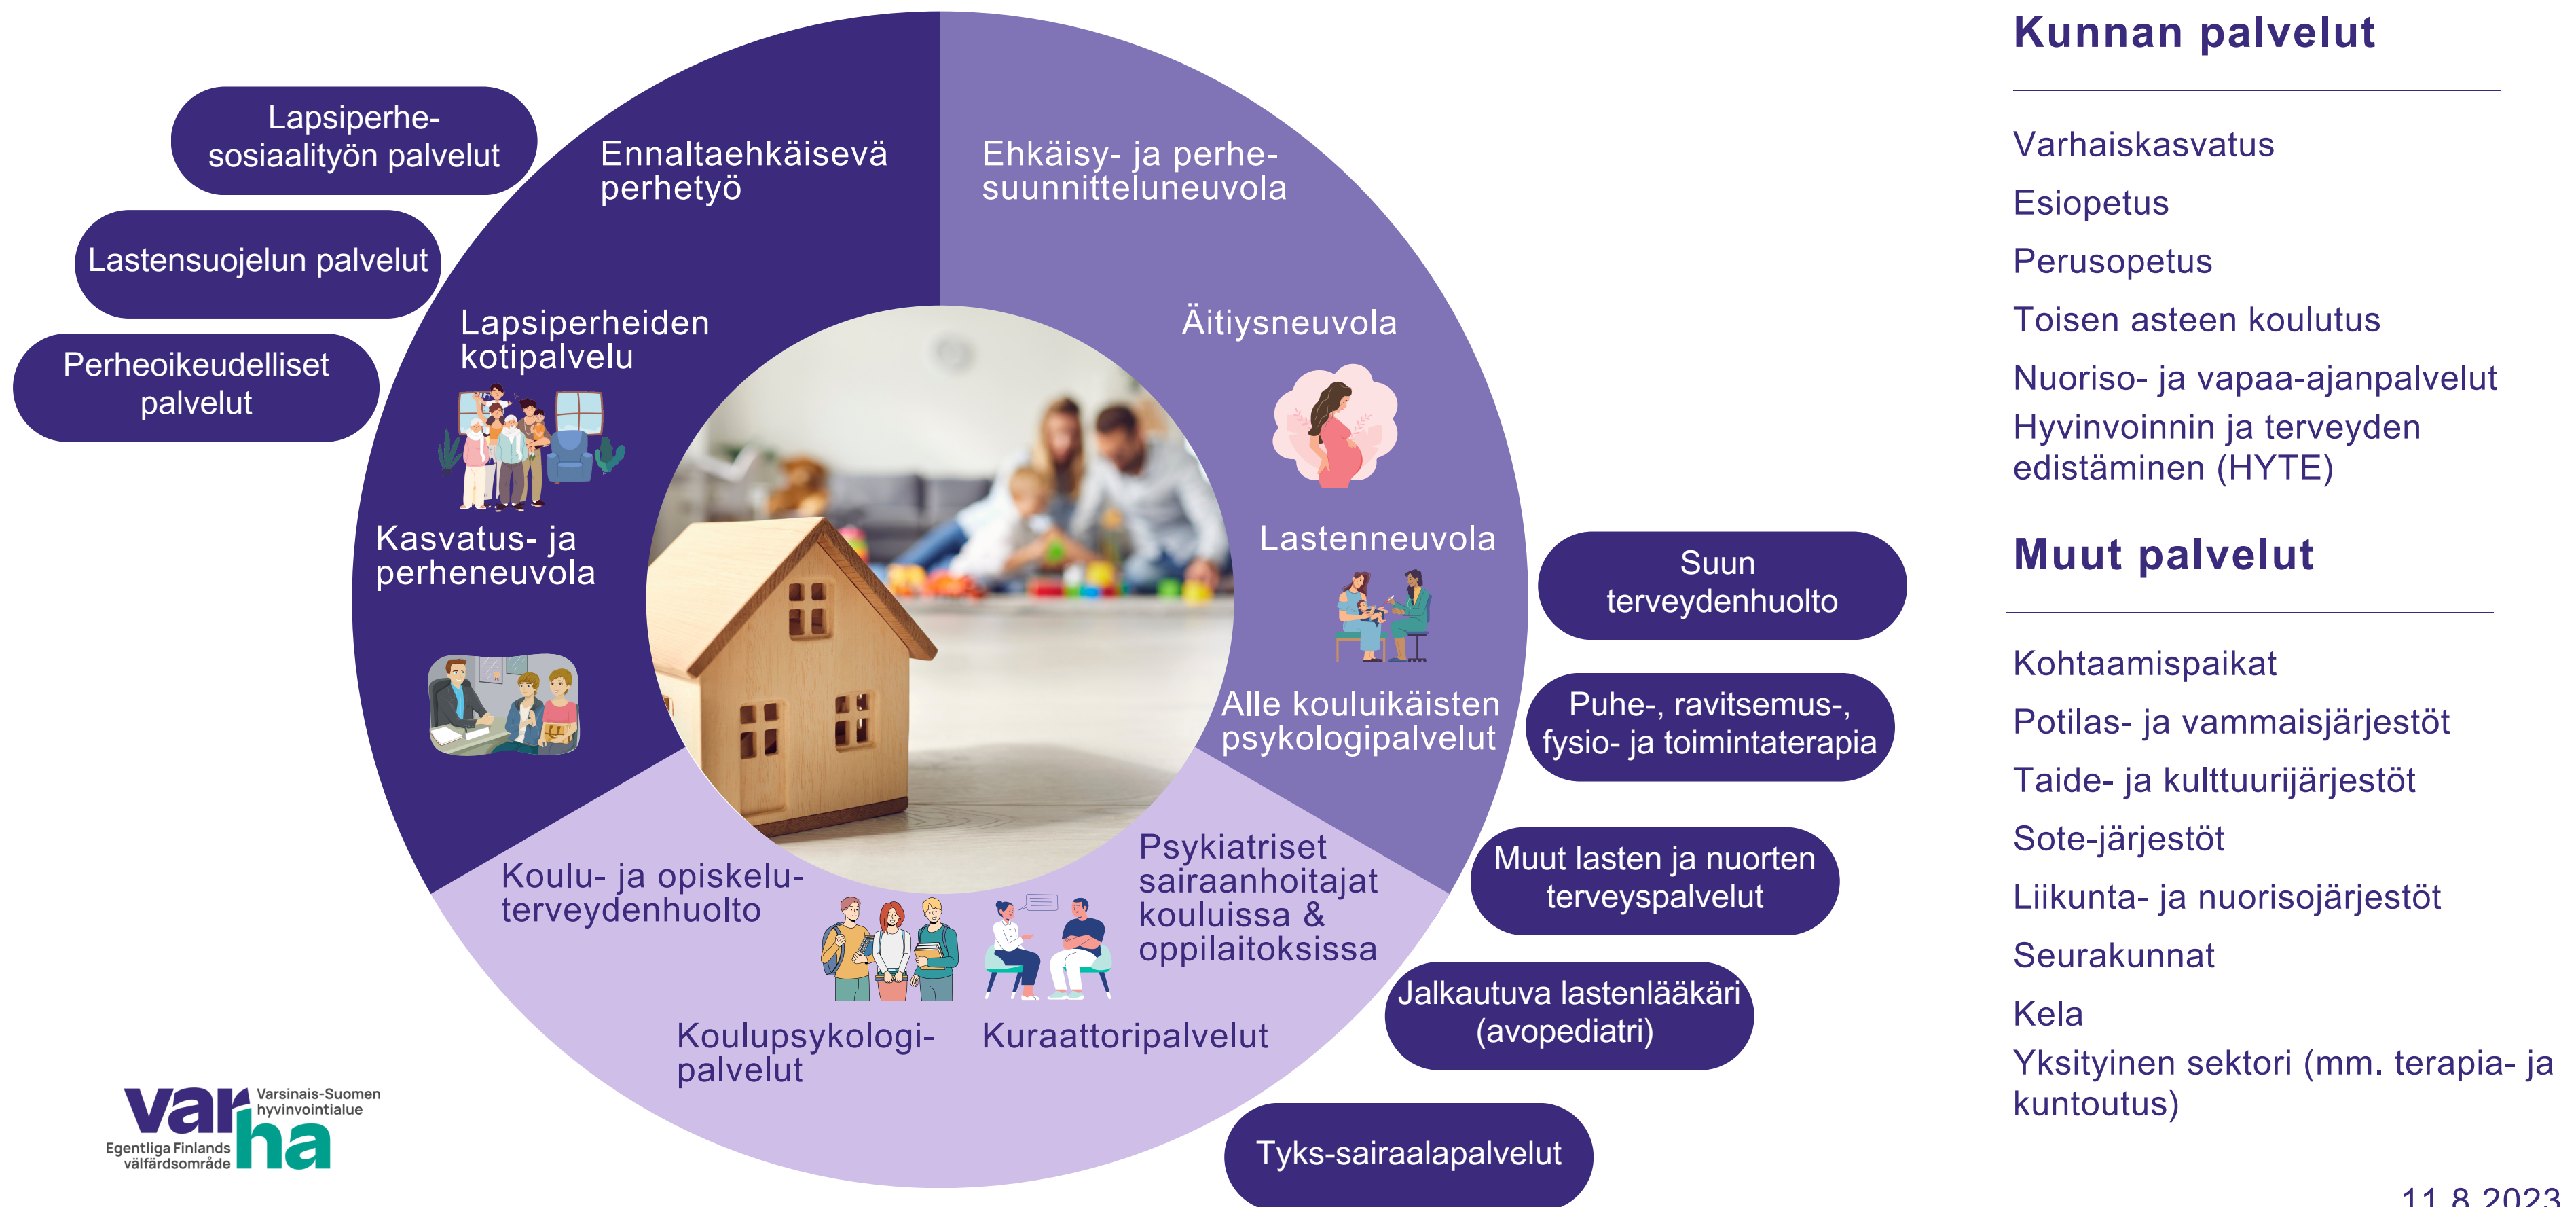 Lapsiperhe-
sosiaalityön palvelut
Lastensuojelun palvelut
Perheoikeudelliset
palvelut
Ennaltaehkäisevä
perhetyö
Lapsiperheiden
kotipalvelu
Kasvatus- ja
perheneuvola
Ehkäisy- ja perhe-
suunnitteluneuvola
Äitiysneuvola
Lastenneuvola
Alle kouluikäisten
psykologipalvelut
Koulu- ja opiskelu-
terveydenhuolto
Koulupsykologi-
palvelut
Kuraattoripalvelut
Psykiatriset
sairaanhoitajat
kouluissa &
oppilaitoksissa
Suun
terveydenhuolto
Puhe-, ravitsemus-,
fysio- ja toimintaterapia
Muut lasten ja nuorten
terveyspalvelut
Jalkautuva lastenlääkäri
(avopediatri)
Tyks-sairaalapalvelut
Kunnan palvelut
Varhaiskasvatus
Esiopetus
Perusopetus
Toisen asteen koulutus
Nuoriso- ja vapaa-ajanpalvelut
Hyvinvoinnin ja terveyden
edistäminen (HYTE)
Muut palvelut
Kohtaamispaikat
Potilas- ja vammaisjärjestöt
Taide- ja kulttuurijärjestöt
Sote-järjestöt
Liikunta- ja nuorisojärjestöt
Seurakunnat
Kela
Yksityinen sektori (mm. terapia- ja
kuntoutus)
varha
Varsinais-Suomen
hyvinvointialue
Egentliga Finlands
välfärdsområde
11.8.2023